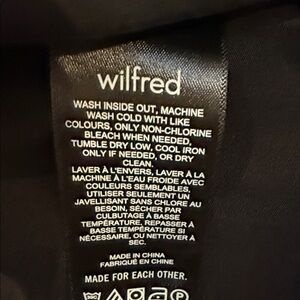 wilfred
WASH INSIDE OUT, MACHINE
WASH COLD WITH LIKE
COLOURS, ONLY NON-CHLORINE
BLEACH WHEN NEEDED,
TUMBLE DRY LOW, COOL IRON
ONLY IF NEEDED, OR DRY
CLEAN.
LAVER À L'ENVERS, LAVER À LA
MACHINE À L'EAU FROIDE AVEC
COULEURS SEMBLABLES,
UTILISER SEULEMENT UN
JAVELLISANT SANS CHLORE AU
BESOIN, SÉCHER PAR
CULBUTAGE À BASSE
TEMPÉRATURE, REPASSER À
BASSE TEMPÉRATURE SI
NÉCESSAIRE, OU NETTOYER À
SEC.
MADE IN CHINA
FABRIQUÉ EN CHINE
MADE FOR EACH OTHER.
30C
P